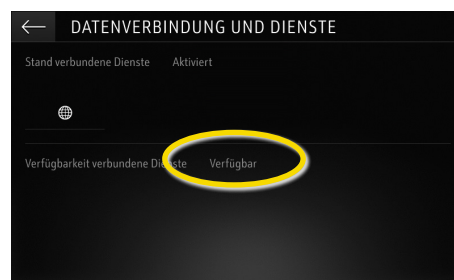 DATENVERBINDUNG UND DIENSTE
Stand verbundene Dienste Aktiviert
Verfügbarkeit verbundene Dienste Verfügbar